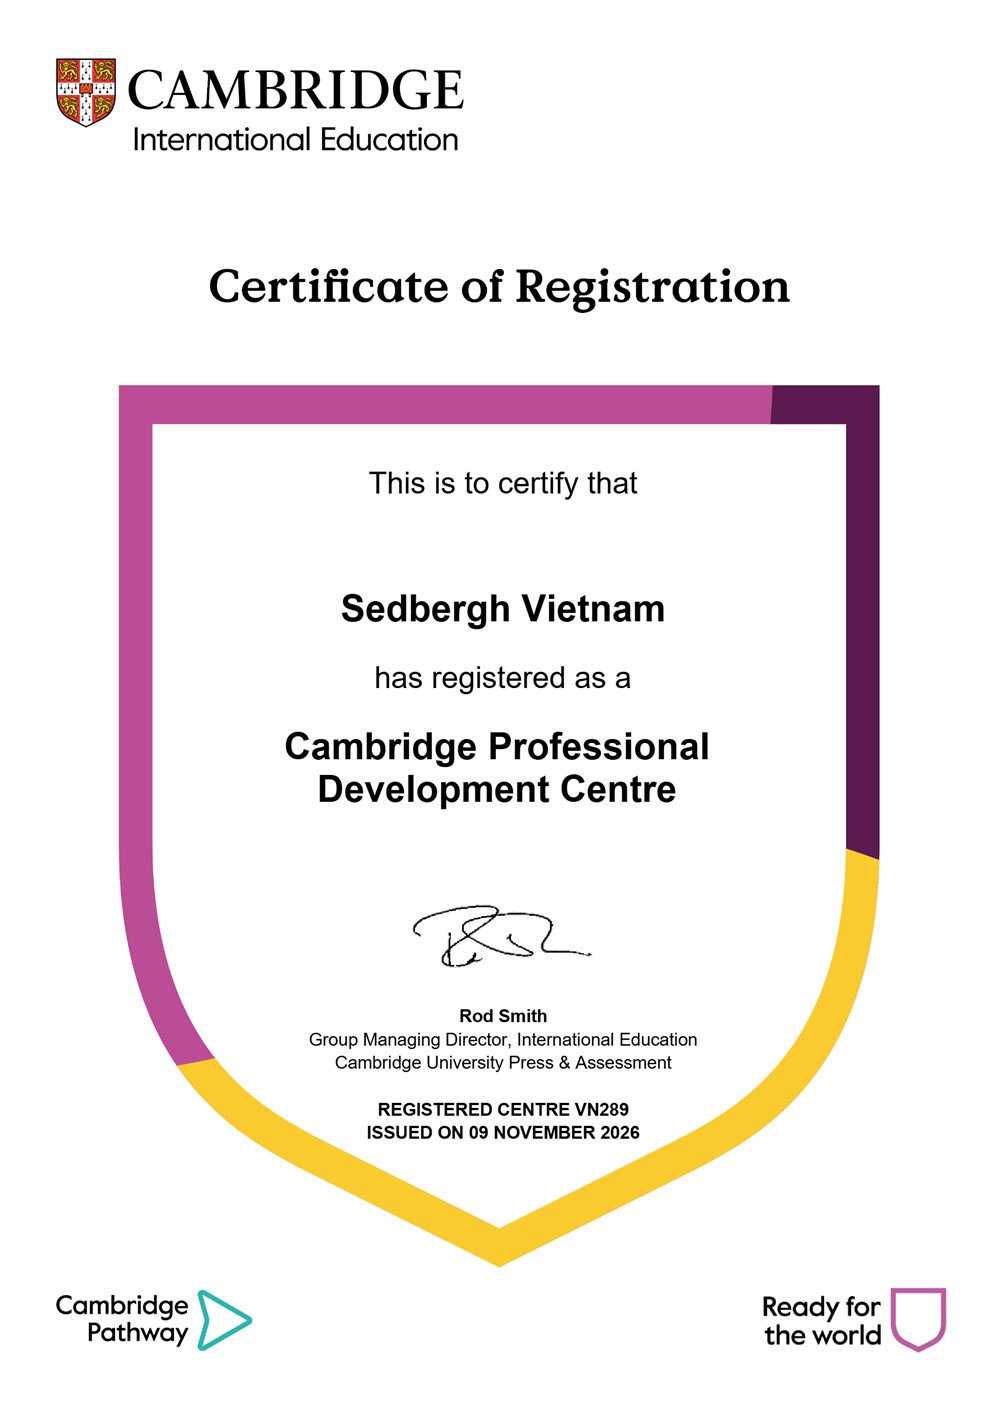 CAMBRIDGE
International Education
Certificate of Registration
This is to certify that
Sedbergh Vietnam
has registered as a
Cambridge Professional
Development Centre
Rod Smith
Group Managing Director, International Education
Cambridge University Press & Assessment
REGISTERED CENTRE VN289
ISSUED ON 09 NOVEMBER 2026
Cambridge
Pathway
Ready for
the world